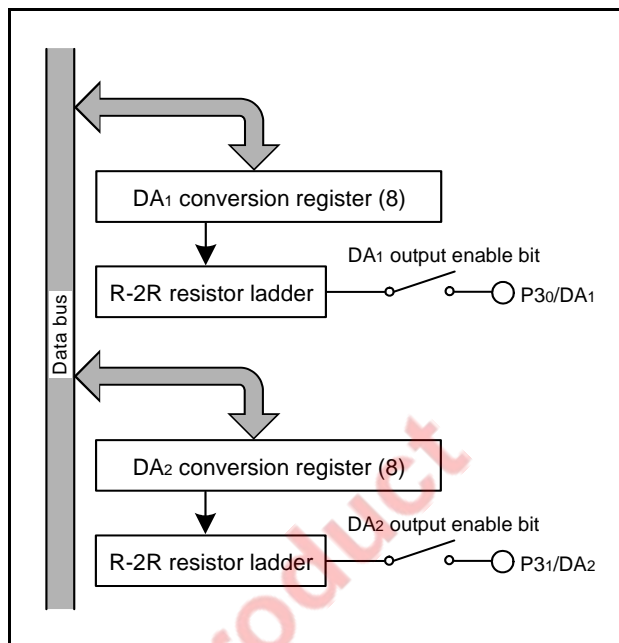 Data bus
DA1 conversion register (8)
DA1 output enable bit
R-2R resistor ladder
P30/DA1
DA2 conversion register (8)
DA2 output enable bit
R-2R resistor ladder
P31/DA2
roduct